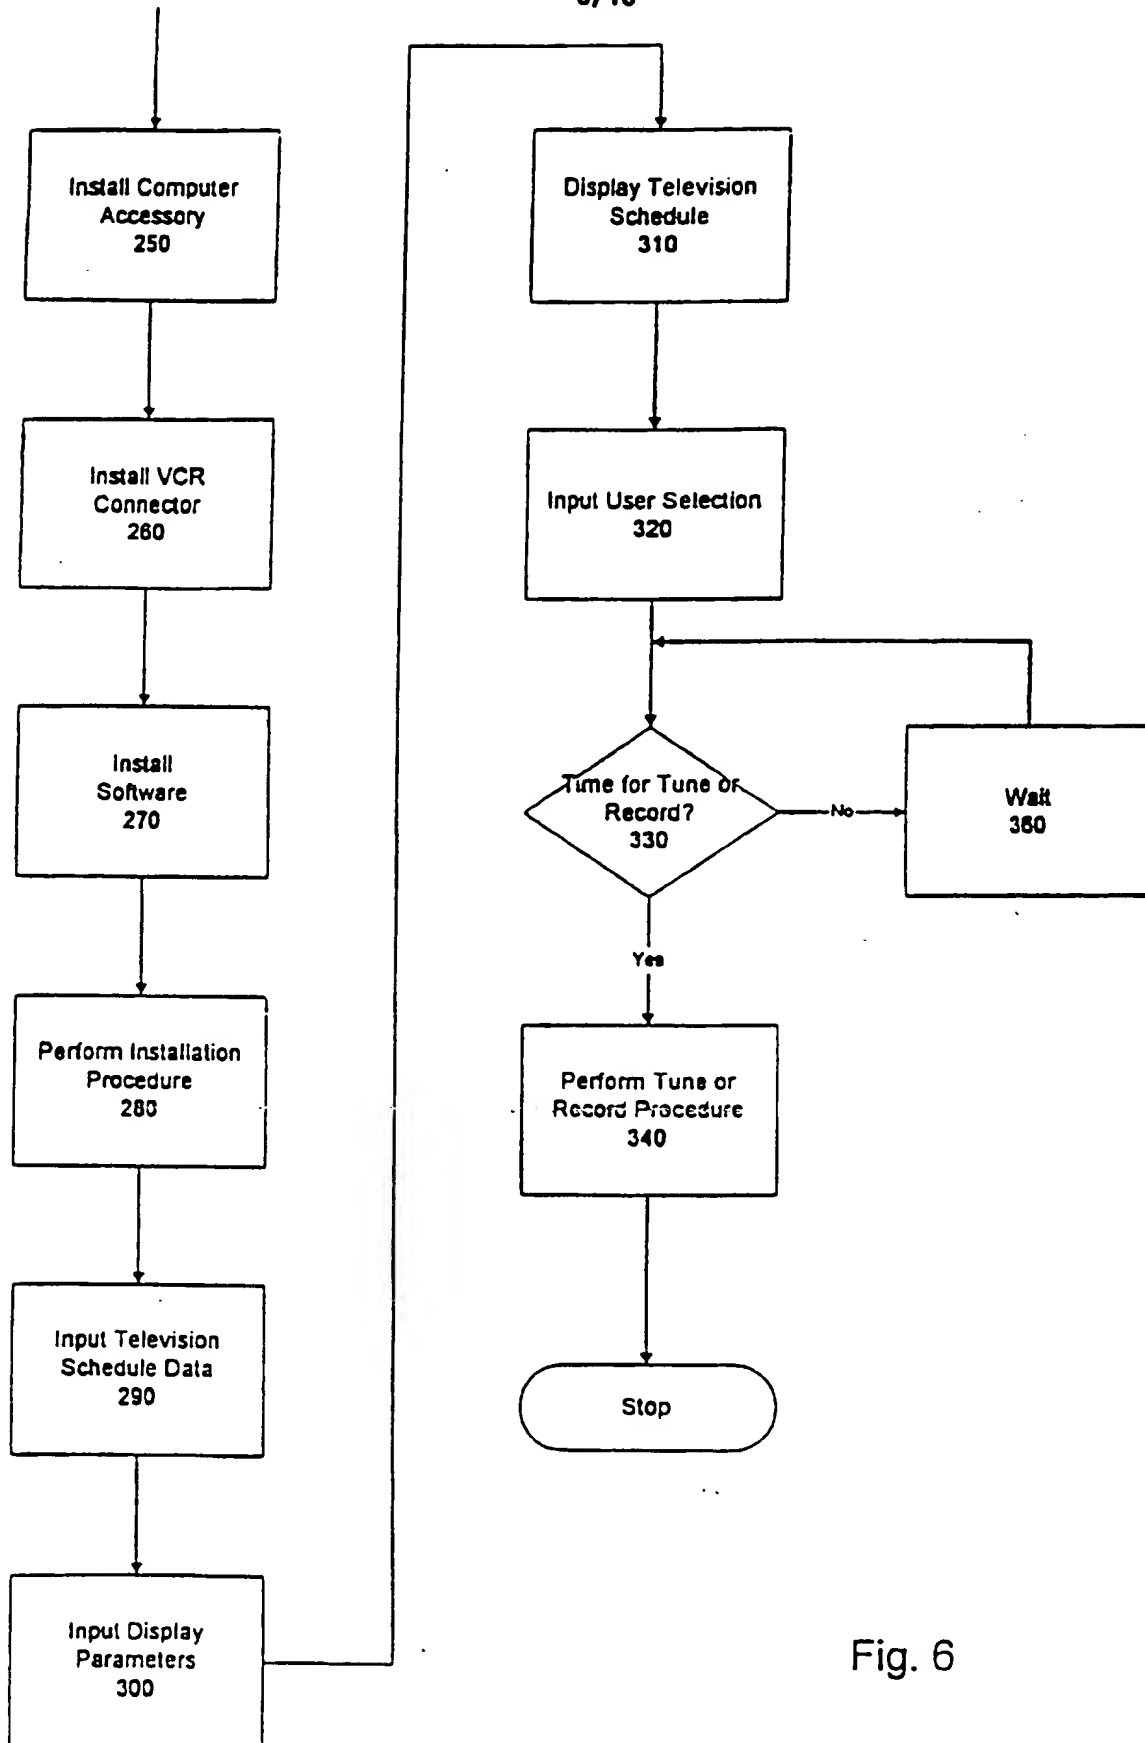 Install Computer
Accessory
250
Install VCR
Connector
260
Install
Software
270
Perform Installation
Procedure
280
Input Television
Schedule Data
290
Input Display
Parameters
300
Display Television
Schedule
310
Input User Selection
320
Time for Tune or
Record?
330
No
Wait
360
Yes
Perform Tune or
Record Procedure
340
Stop
Fig. 6